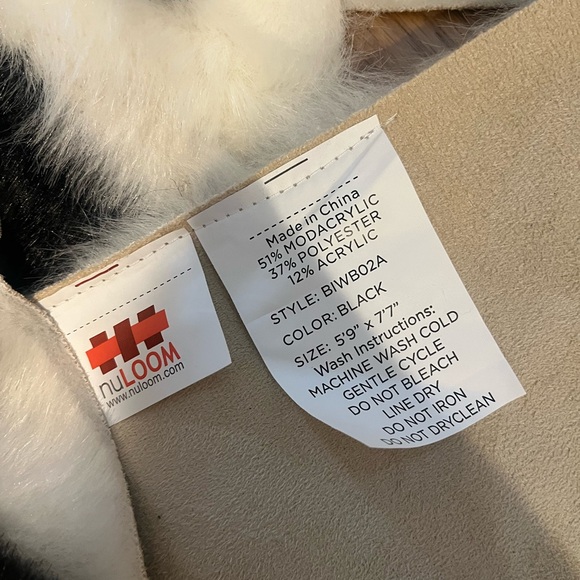 nuLOOM
www.nuloom.com
Made in China
51% MODACRYLIC
37% POLYESTER
12% ACRYLIC
STYLE: BIWB02A
COLOR: BLACK
SIZE: 5'9" x 7'7"
Wash Instructions:
MACHINE WASH COLD
GENTLE CYCLE
DO NOT BLEACH
LINE DRY
DO NOT IRON
DO NOT DRYCLEAN